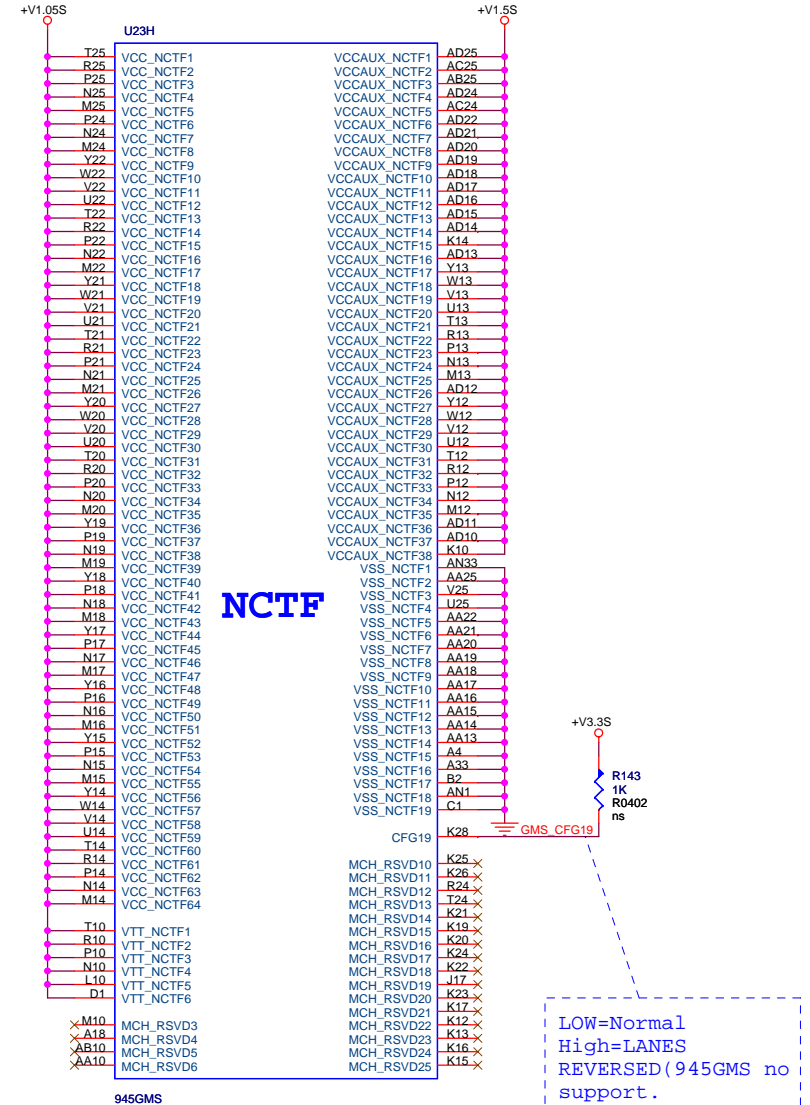 +V1.05S +V1.5S
U23H
T25 VCC_NCTF1 VCCAUX_NCTF1 AD25
R25 VCC_NCTF2 VCCAUX_NCTF2 AC25
P25 VCC_NCTF3 VCCAUX_NCTF3 AB25
N25 VCC_NCTF4 VCCAUX_NCTF4 AD24
M25 VCC_NCTF5 VCCAUX_NCTF5 AC24
P24 VCC_NCTF6 VCCAUX_NCTF6 AD22
N24 VCC_NCTF7 VCCAUX_NCTF7 AD21
M24 VCC_NCTF8 VCCAUX_NCTF8 AD20
Y22 VCC_NCTF9 VCCAUX_NCTF9 AD19
W22 VCC_NCTF10 VCCAUX_NCTF10 AD18
V22 VCC_NCTF11 VCCAUX_NCTF11 AD17
U22 VCC_NCTF12 VCCAUX_NCTF12 AD16
T22 VCC_NCTF13 VCCAUX_NCTF13 AD15
R22 VCC_NCTF14 VCCAUX_NCTF14 AD14
P22 VCC_NCTF15 VCCAUX_NCTF15 K14
N22 VCC_NCTF16 VCCAUX_NCTF16 AD13
M22 VCC_NCTF17 VCCAUX_NCTF17 Y13
Y21 VCC_NCTF18 VCCAUX_NCTF18 W13
W21 VCC_NCTF19 VCCAUX_NCTF19 V13
V21 VCC_NCTF20 VCCAUX_NCTF20 U13
U21 VCC_NCTF21 VCCAUX_NCTF21 T13
T21 VCC_NCTF22 VCCAUX_NCTF22 R13
R21 VCC_NCTF23 VCCAUX_NCTF23 P13
P21 VCC_NCTF24 VCCAUX_NCTF24 N13
N21 VCC_NCTF25 VCCAUX_NCTF25 M13
M21 VCC_NCTF26 VCCAUX_NCTF26 AD12
Y20 VCC_NCTF27 VCCAUX_NCTF27 Y12
W20 VCC_NCTF28 VCCAUX_NCTF28 W12
V20 VCC_NCTF29 VCCAUX_NCTF29 V12
U20 VCC_NCTF30 VCCAUX_NCTF30 U12
T20 VCC_NCTF31 VCCAUX_NCTF31 T12
R20 VCC_NCTF32 VCCAUX_NCTF32 R12
P20 VCC_NCTF33 VCCAUX_NCTF33 P12
N20 VCC_NCTF34 VCCAUX_NCTF34 N12
M20 VCC_NCTF35 VCCAUX_NCTF35 M12
Y19 VCC_NCTF36 VCCAUX_NCTF36 AD11
P19 VCC_NCTF37 VCCAUX_NCTF37 AD10
N19 VCC_NCTF38 VCCAUX_NCTF38 K10
M19 VCC_NCTF39 VSS_NCTF1 AN33
Y18 VCC_NCTF40 VSS_NCTF2 AA25
P18 VCC_NCTF41 VSS_NCTF3 V25
N18 VCC_NCTF42 VSS_NCTF4 U25
NCTF
M18 VCC_NCTF43 VSS_NCTF5 AA22
Y17 VCC_NCTF44 VSS_NCTF6 AA21
P17 VCC_NCTF45 VSS_NCTF7 AA20
N17 VCC_NCTF46 VSS_NCTF8 AA19
M17 VCC_NCTF47 VSS_NCTF9 AA18
Y16 VCC_NCTF48 VSS_NCTF10 AA17
P16 VCC_NCTF49 VSS_NCTF11 AA16
N16 VCC_NCTF50 VSS_NCTF12 AA15
M16 VCC_NCTF51 VSS_NCTF13 AA14
Y15 VCC_NCTF52 VSS_NCTF14 AA13
P15 VCC_NCTF53 VSS_NCTF15 A4
N15 VCC_NCTF54 VSS_NCTF16 A33
M15 VCC_NCTF55 VSS_NCTF17 B2
Y14 VCC_NCTF56 VSS_NCTF18 AN1
W14 VCC_NCTF57 VSS_NCTF19 C1
V14 VCC_NCTF58
U14 VCC_NCTF59 CFG19 K28 GMS_CFG19
T14 VCC_NCTF60
R14 VCC_NCTF61 MCH_RSVD10 K25
P14 VCC_NCTF62 MCH_RSVD11 K26
N14 VCC_NCTF63 MCH_RSVD12 R24
M14 VCC_NCTF64 MCH_RSVD13 T24
MCH_RSVD14 K21
T10 VTT_NCTF1 MCH_RSVD15 K19
R10 VTT_NCTF2 MCH_RSVD16 K20
P10 VTT_NCTF3 MCH_RSVD17 K24
N10 VTT_NCTF4 MCH_RSVD18 K22
L10 VTT_NCTF5 MCH_RSVD19 J17
D1 VTT_NCTF6 MCH_RSVD20 K23
MCH_RSVD21 K17
M10 MCH_RSVD3 MCH_RSVD22 K12
A18 MCH_RSVD4 MCH_RSVD23 K13
AB10 MCH_RSVD5 MCH_RSVD24 K16
AA10 MCH_RSVD6 MCH_RSVD25 K15
945GMS
+V3.3S
R143
1K
R0402
ns
LOW=Normal
High=LANES
REVERSED(945GMS no
support.